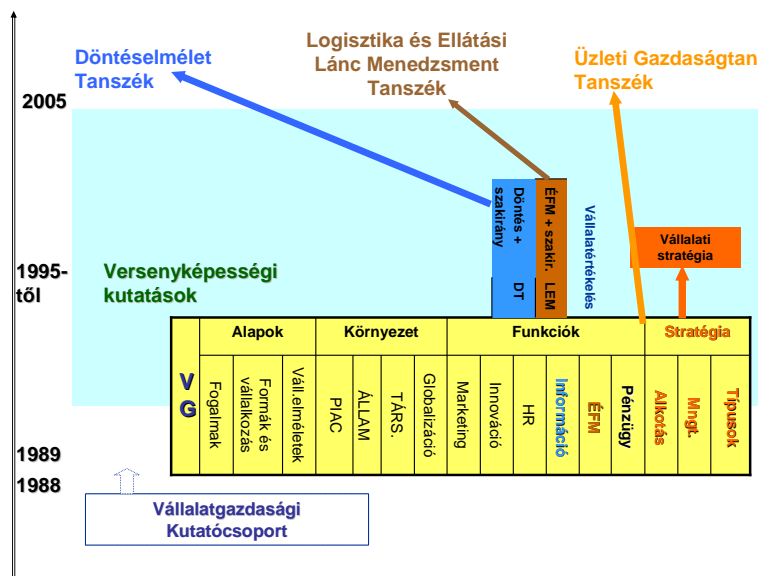 Döntéselmélet
Tanszék
Logisztika és Ellátási
Lánc Menedzsment
Tanszék
Üzleti Gazdaságtan
Tanszék
2005
1995-
től
1989
1988
Versenyképességi
kutatások
Döntés +
szakirány
DT
ÉFM + szakir.
LEM
Vállalatértékelés
Vállalati
stratégia
V
G
Alapok
Környezet
Funkciók
Stratégia
Fogalmak
Formák és
vállalkozás
Váll.elméletek
PIAC
ÁLLAM
TÁRS.
Globalizáció
Marketing
Innováció
HR
Információ
ÉFM
Pénzügy
Alkotás
Mngt.
Típusok
Vállalatgazdasági
Kutatócsoport